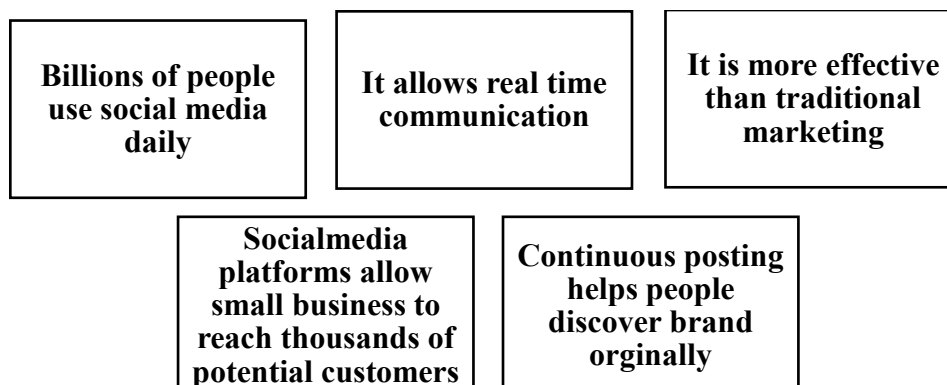 Billions of people
use social media
daily
It allows real time
communication
It is more effective
than traditional
marketing
Socialmedia
platforms allow
small business to
reach thousands of
potential customers
Continuous posting
helps people
discover brand
orginally